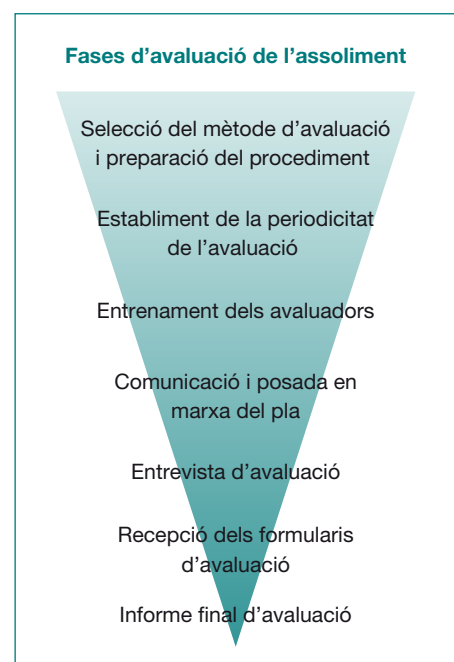 Fases d’avaluació de l’assoliment
Selecció del mètode d’avaluació
i preparació del procediment
Establiment de la periodicitat
de l’avaluació
Entrenament dels avaluadors
Comunicació i posada en
marxa del pla
Entrevista d’avaluació
Recepció dels formularis
d’avaluació
Informe final d’avaluació